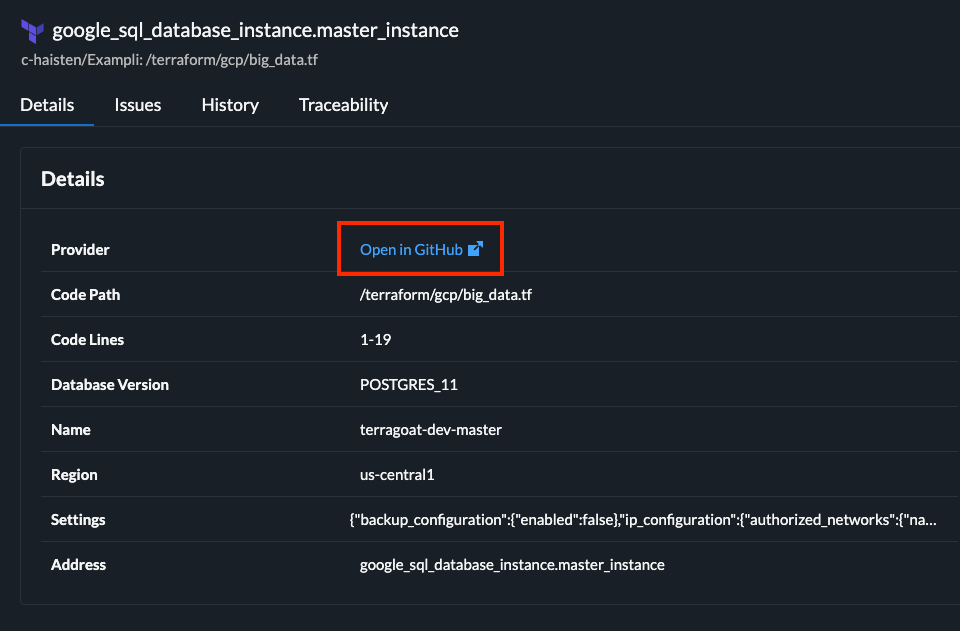 google_sql_database_instance.master_instance
c-haisten/Exampli: /terraform/gcp/big_data.tf
Details Issues History Traceability
Details
Provider Open in GitHub
Code Path /terraform/gcp/big_data.tf
Code Lines 1-19
Database Version POSTGRES_11
Name terragoat-dev-master
Region us-central1
Settings {"backup_configuration":{"enabled":false},"ip_configuration":{"authorized_networks":{"na...
Address google_sql_database_instance.master_instance